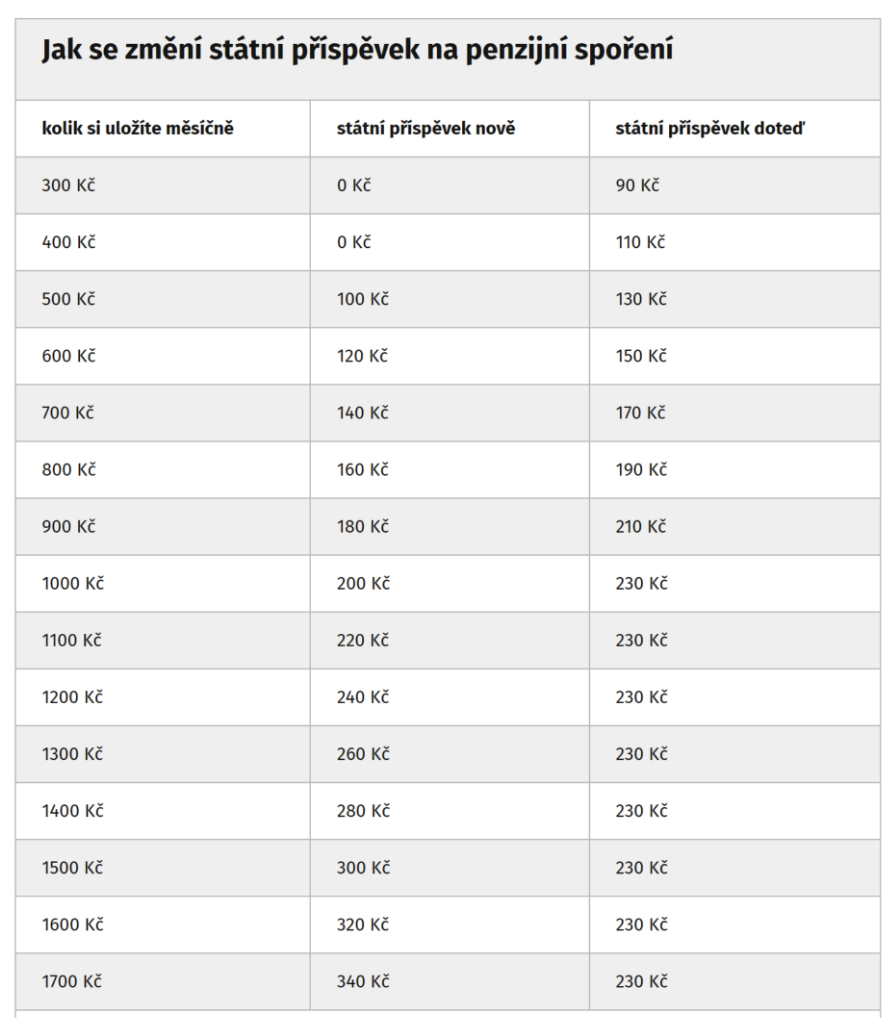 Jak se změní státní příspěvek na penzijní spoření
kolik si uložíte měsíčně státní příspěvek nově státní příspěvek doteď
300 Kč 0 Kč 90 Kč
400 Kč 0 Kč 110 Kč
500 Kč 100 Kč 130 Kč
600 Kč 120 Kč 150 Kč
700 Kč 140 Kč 170 Kč
800 Kč 160 Kč 190 Kč
900 Kč 180 Kč 210 Kč
1000 Kč 200 Kč 230 Kč
1100 Kč 220 Kč 230 Kč
1200 Kč 240 Kč 230 Kč
1300 Kč 260 Kč 230 Kč
1400 Kč 280 Kč 230 Kč
1500 Kč 300 Kč 230 Kč
1600 Kč 320 Kč 230 Kč
1700 Kč 340 Kč 230 Kč